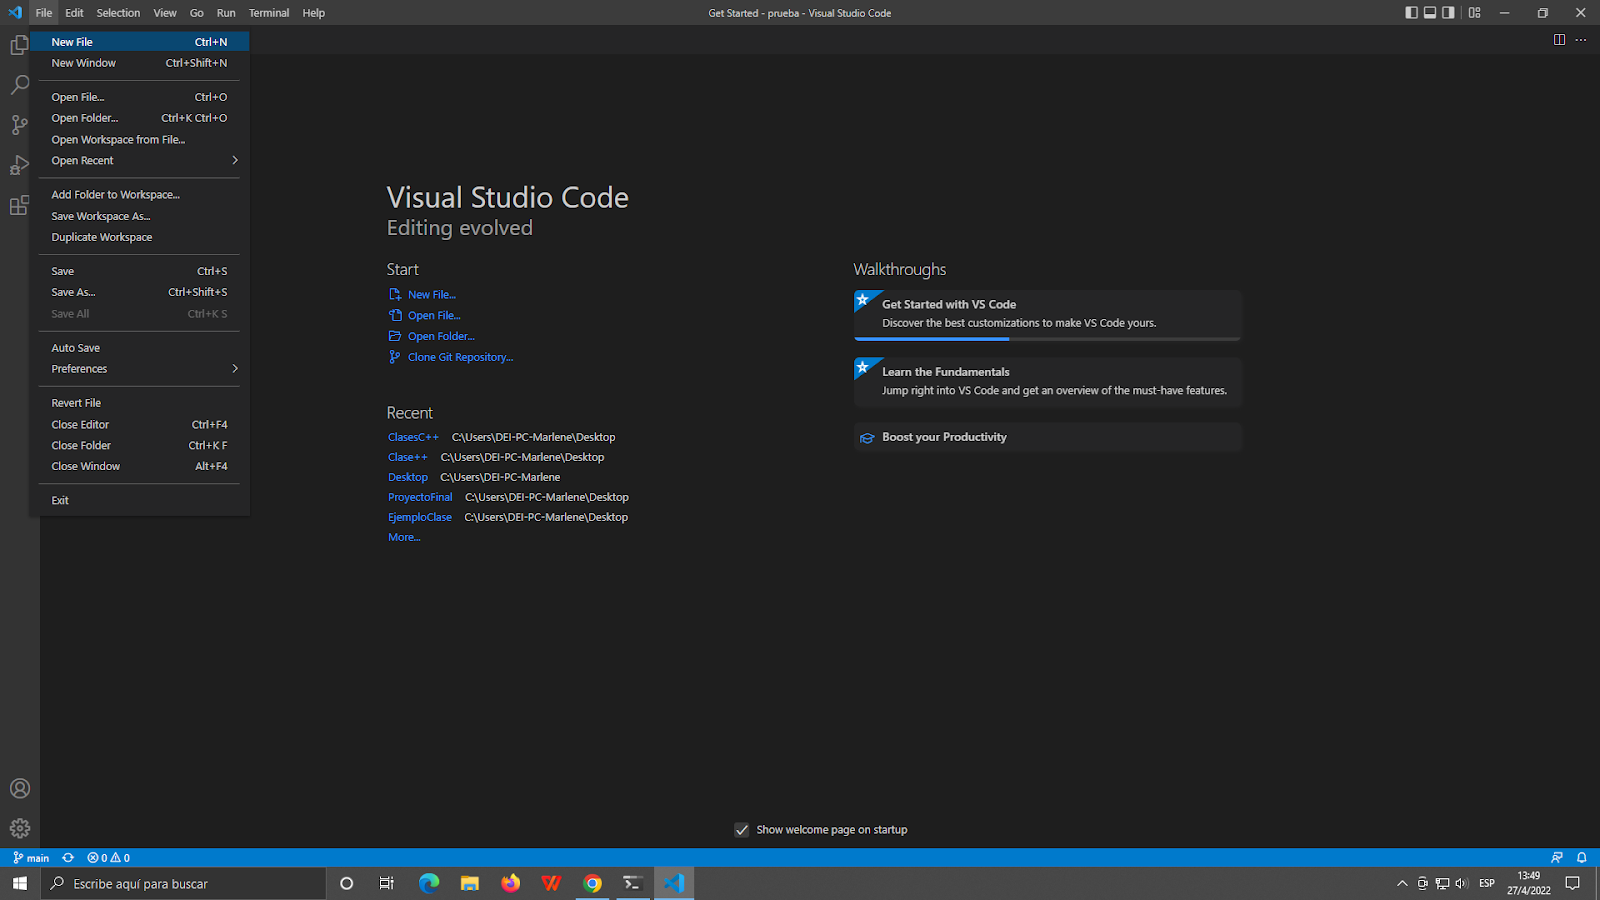 File Edit Selection View Go Run Terminal Help
Get Started - prueba - Visual Studio Code
New File Ctrl+N
New Window Ctrl+Shift+N
Open File... Ctrl+O
Open Folder... Ctrl+K Ctrl+O
Open Workspace from File...
Open Recent
Add Folder to Workspace...
Save Workspace As...
Duplicate Workspace
Save Ctrl+S
Save As... Ctrl+Shift+S
Save All Ctrl+K S
Auto Save
Preferences
Revert File
Close Editor Ctrl+F4
Close Folder Ctrl+K F
Close Window Alt+F4
Exit
Visual Studio Code
Editing evolved
Start
New File...
Open File...
Open Folder...
Clone Git Repository...
Recent
ClasesC++ C:\Users\DEI-PC-Marlene\Desktop
Clase++ C:\Users\DEI-PC-Marlene\Desktop
Desktop C:\Users\DEI-PC-Marlene
ProyectoFinal C:\Users\DEI-PC-Marlene\Desktop
EjemploClase C:\Users\DEI-PC-Marlene\Desktop
More...
Walkthroughs
Get Started with VS Code
Discover the best customizations to make VS Code yours.
Learn the Fundamentals
Jump right into VS Code and get an overview of the must-have features.
Boost your Productivity
Show welcome page on startup
main 0 0
Escribe aquí para buscar
ESP
13:49
27/4/2022